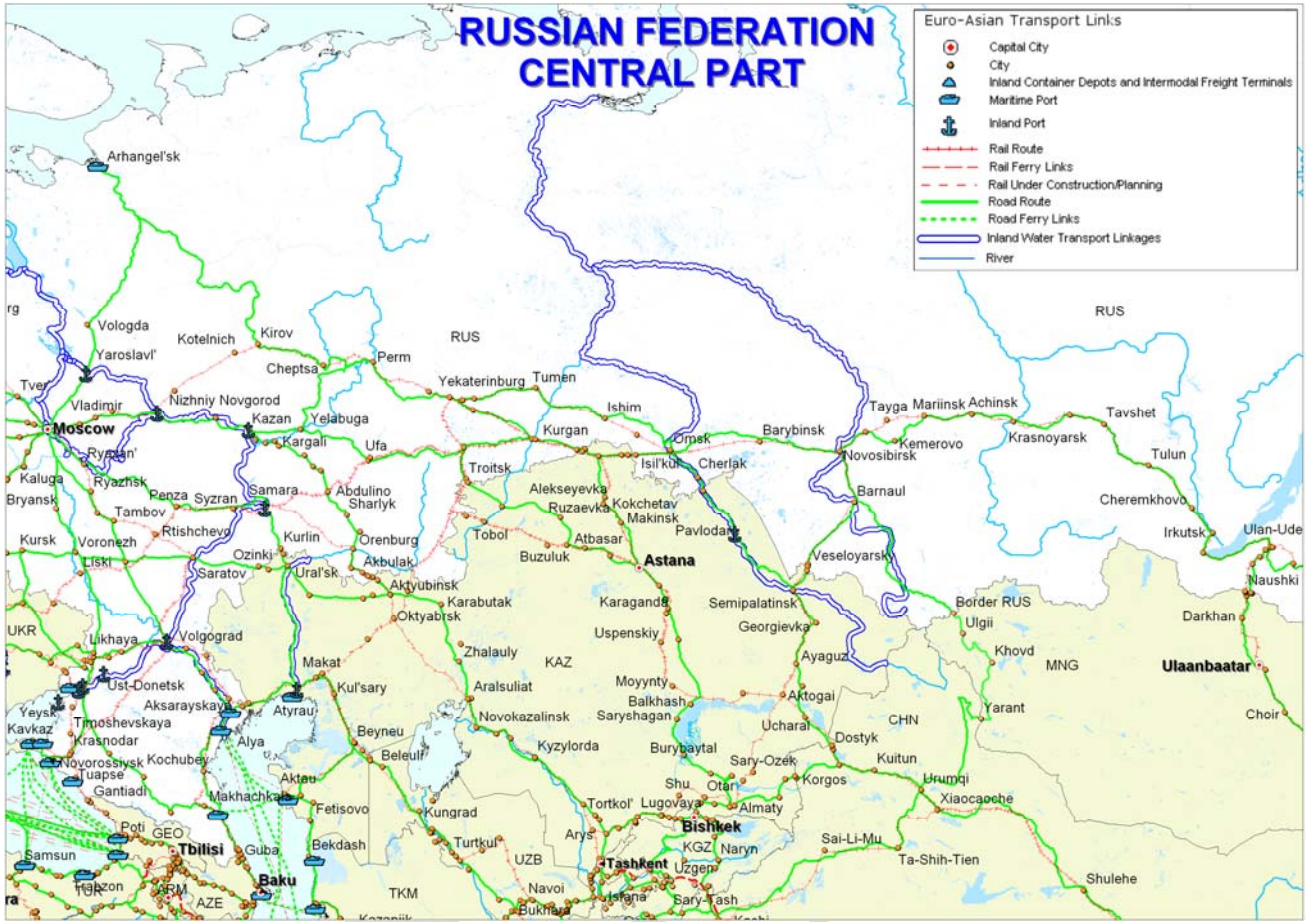 RUSSIAN FEDERATION
CENTRAL PART
Euro-Asian Transport Links
Capital City
City
Inland Container Depots and Intermodal Freight Terminals
Maritime Port
Inland Port
Rail Route
Rail Ferry Links
Rail Under Construction/Planning
Road Route
Road Ferry Links
Inland Water Transport Linkages
River
Arhangel'sk
rg
Vologda
Kotelnich
Kirov
RUS
RUS
Yaroslavl'
Cheptsa
Perm
Tver
Yekaterinburg
Tumen
Vladimir
Nizhniy Novgorod
Ishim
Tayga
Mariinsk
Achinsk
Moscow
Kazan
Yelabuga
Kargali
Ufa
Kurgan
Omsk
Barybinsk
Kemerovo
Krasnoyarsk
Tavshet
Ryazan'
Isil'kul'
Cherlak
Novosibirsk
Tulun
Kaluga
Ryazhsk
Troitsk
Bryansk
Penza
Syzran
Samara
Abdulino
Sharlyk
Alekseyevka
Kokchetav
Barnaul
Cheremkhovo
Tambov
Ruzaevka
Makinsk
Rtishchevo
Tobol
Pavlodar
Irkutsk
Ulan-Ude
Kursk
Voronezh
Kurlin
Orenburg
Atbasar
Buzuluk
Liski
Ozinki
Akbulak
Astana
Veseloyarsk
Saratov
Ural'sk
Aktyubinsk
Naushki
Karabutak
Karaganda
Semipalatinsk
Border RUS
Oktyabrsk
Ulgii
Darkhan
UKR
Likhaya
Volgograd
Uspenskiy
Georgievka
Zhalauly
KAZ
Ayaguz
Khovd
MNG
Ulaanbaatar
Makat
Ust-Donetsk
Kul'sary
Moyynty
Aralsuliat
Aktogai
Yeysk
Aksarayskaya
Atyrau
Balkhash
Yarant
Kavkaz
Timoshevskaya
Novokazalinsk
Saryshagan
Ucharal
CHN
Choir
Krasnodar
Alya
Beyneu
Kyzylorda
Burybaytal
Dostyk
Novorossiysk
Kochubey
Beleuli
Sary-Ozek
Kuitun
Tuapse
Aktau
Shu
Otar
Korgos
Urumqi
Gantiadi
Makhachkala
Fetisovo
Tortkol'
Lugovaya
Almaty
Xiaocaoche
Kungrad
Bishkek
Poti
GEO
Arys
Turtkul'
KGZ
Naryn
Sai-Li-Mu
Tbilisi
Guba
Bekdash
Tashkent
Ta-Shih-Tien
Samsun
UZB
Uzgen
Shulehe
Trabzon
Baku
Navoi
TUR
ARM
TKM
Isfana
Sary-Tash
ra
AZE
Bukhara
Kazanjik
Kashi